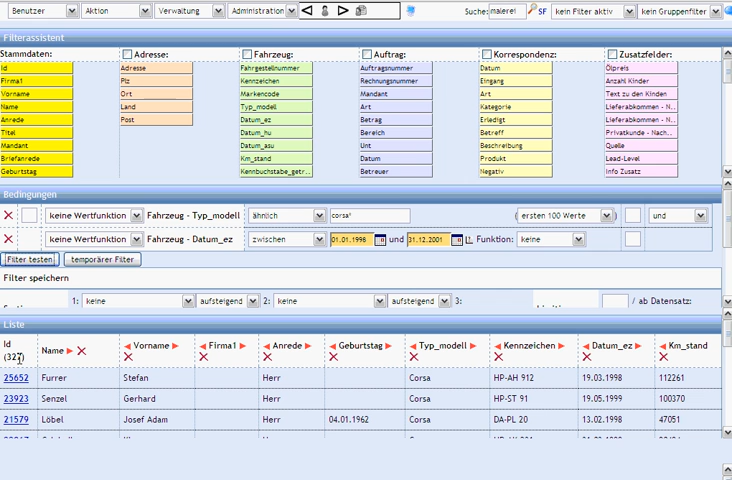 Benutzer Aktion Verwaltung Administration Suche: maierei SF kein Filter aktiv kein Gruppenfilter
Filterassistent
Stammdaten: Adresse: Fahrzeug: Auftrag: Korrespondenz: Zusatzfelder:
Id Adresse Fahrgestellnummer Auftragsnummer Datum Ölpreis
Firma1 Plz Kennzeichen Rechnungsnummer Eingang Anzahl Kinder
Vorname Ort Markencode Mandant Art Text zu den Kinden
Name Land Typ_modell Art Kategorie Lieferabkommen - N...
Anrede Post Datum_ez Betrag Erledigt Lieferabkommen - N...
Titel Datum_hu Bereich Betreff Privatkunde - Nach...
Mandant Datum_asu Unt Beschreibung Quelle
Briefanrede Km_stand Datum Produkt Lead-Level
Geburtstag Kennbuchstabe_getr... Betreuer Negativ Info Zusatz
Bedingungen
keine Wertfunktion Fahrzeug - Typ_modell ähnlich (ersten 100 Werte) und
keine Wertfunktion Fahrzeug - Datum_ez zwischen 01.01.1998 und 31.12.2001 Funktion: keine
Filter testen temporärer Filter
Filter speichern
1: keine aufsteigend 2: keine aufsteigend 3: / ab Datensatz:
Liste
Id Name Vorname Firma1 Anrede Geburtstag Typ_modell Kennzeichen Datum_ez Km_stand
25652 Furrer Stefan Herr Corsa HP-AH 912 19.03.1998 112261
23923 Senzel Gerhard Herr Corsa HP-ST 91 19.05.1999 100370
21579 Löbel Josef Adam Herr 04.01.1962 Corsa DA-PL 20 13.02.1998 47051